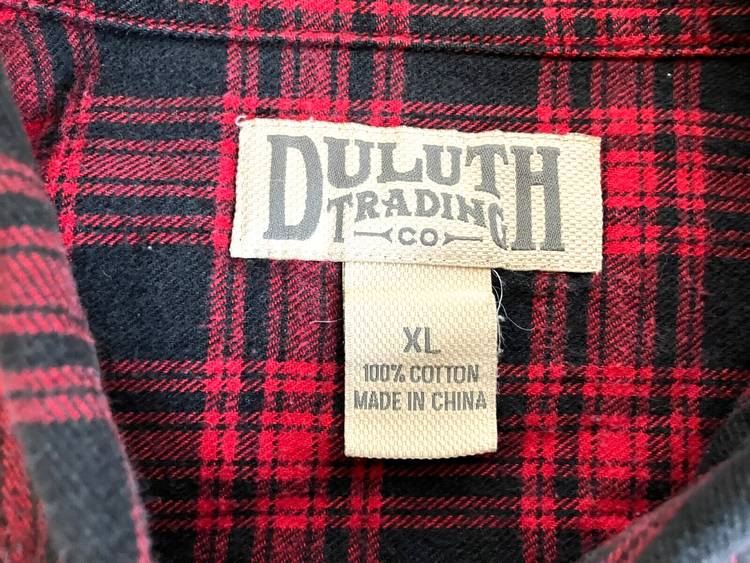 DULUTH
TRADING
CO
XL
100% COTTON
MADE IN CHINA